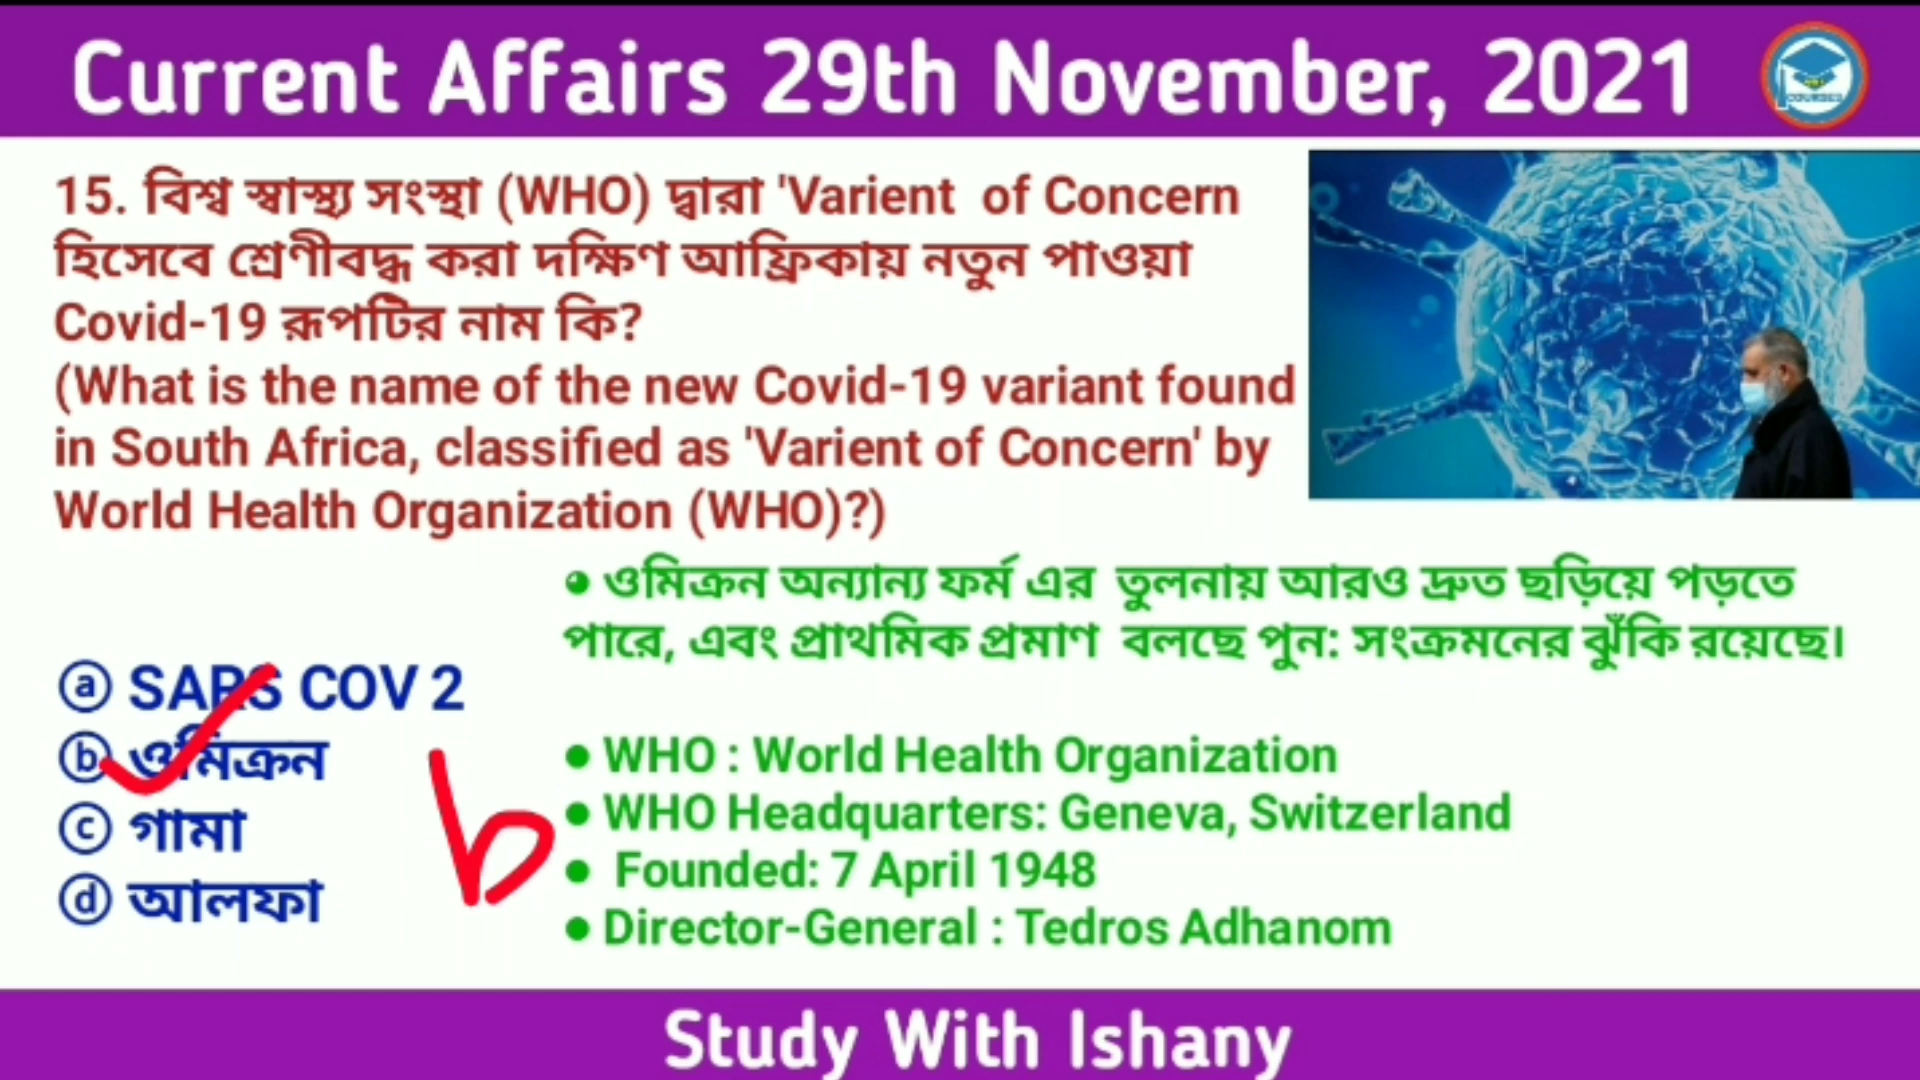 Current Affairs 29th November, 2021
COURSES
15. বিশ্ব স্বাস্থ্য সংস্থা (WHO) দ্বারা 'Varient of Concern
হিসেবে শ্রেণীবদ্ধ করা দক্ষিণ আফ্রিকায় নতুন পাওয়া
Covid-19 রূপটির নাম কি?
(What is the name of the new Covid-19 variant found
in South Africa, classified as 'Varient of Concern' by
World Health Organization (WHO)?)
● ওমিক্রন অন্যান্য ফর্ম এর তুলনায় আরও দ্রুত ছড়িয়ে পড়তে
পারে, এবং প্রাথমিক প্রমাণ বলছে পুন: সংক্রমনের ঝুঁকি রয়েছে।
ⓐ SARS COV 2
ⓑ ওমিক্রন
ⓒ গামা
ⓓ আলফা
b
● WHO : World Health Organization
● WHO Headquarters: Geneva, Switzerland
● Founded: 7 April 1948
● Director-General : Tedros Adhanom
Study With Ishany